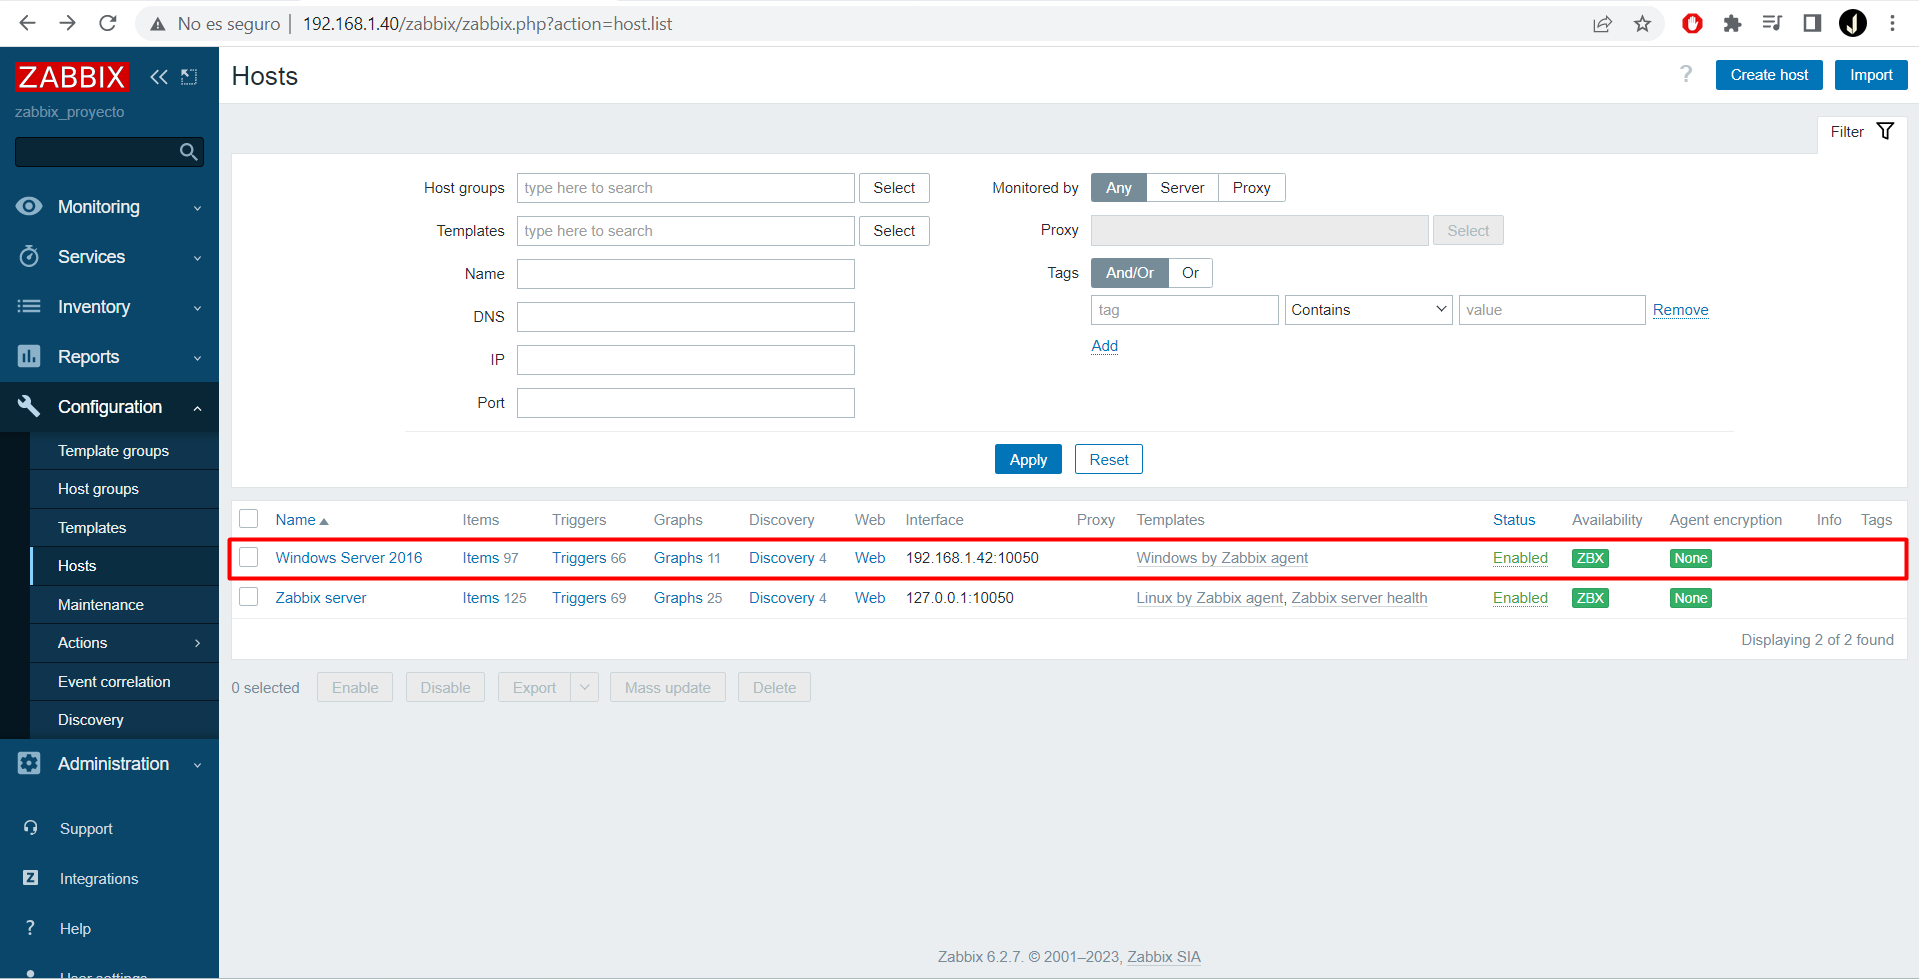 No es seguro | 192.168.1.40/zabbix/zabbix.php?action=host.list
ZABBIX
zabbix_proyecto
Monitoring
Services
Inventory
Reports
Configuration
Template groups
Host groups
Templates
Hosts
Maintenance
Actions
Event correlation
Discovery
Administration
Support
Integrations
? Help
User settings
Hosts
? Create host Import
Filter
Host groups type here to search Select
Templates type here to search Select
Name
DNS
IP
Port
Monitored by Any Server Proxy
Proxy Select
Tags And/Or Or
tag Contains value Remove
Add
Apply Reset
Name Items Triggers Graphs Discovery Web Interface Proxy Templates Status Availability Agent encryption Info Tags
Windows Server 2016 Items 97 Triggers 66 Graphs 11 Discovery 4 Web 192.168.1.42:10050 Windows by Zabbix agent Enabled ZBX None
Zabbix server Items 125 Triggers 69 Graphs 25 Discovery 4 Web 127.0.0.1:10050 Linux by Zabbix agent, Zabbix server health Enabled ZBX None
Displaying 2 of 2 found
0 selected Enable Disable Export Mass update Delete
Zabbix 6.2.7. © 2001–2023, Zabbix SIA